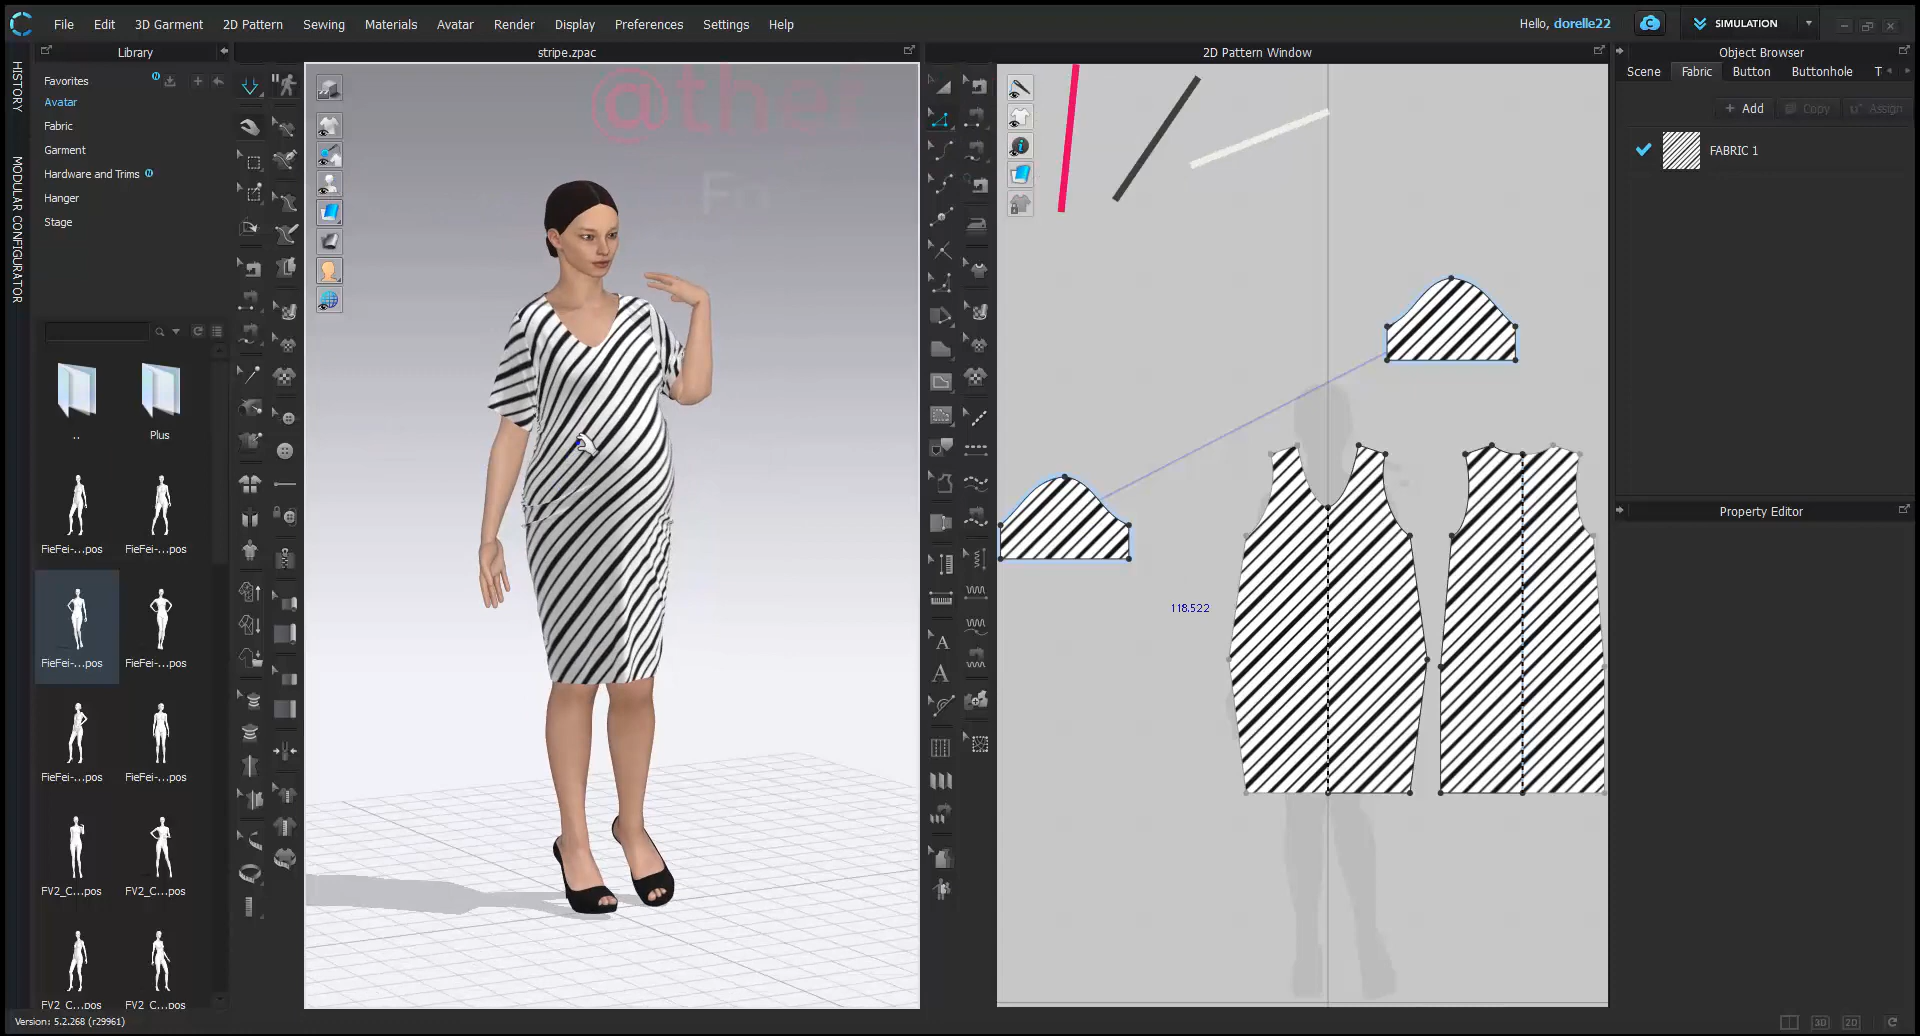 File Edit 3D Garment 2D Pattern Sewing Materials Avatar Render Display Preferences Settings Help
Hello, dorelle22
SIMULATION
HISTORY
MODULAR CONFIGURATOR
Library
Favorites
Avatar
Fabric
Garment
Hardware and Trims
Hanger
Stage
..
Plus
FieFei-...pos FieFei-...pos
FieFei-...pos FieFei-...pos
FieFei-...pos FieFei-...pos
FV2_C...pos FV2_C...pos
FV2_C...pos FV2_C...pos
Version: 5.2.268 (r29961)
stripe.zpac
@the
2D Pattern Window
118.522
Object Browser
Scene Fabric Button Buttonhole T
+ Add Copy Assign
FABRIC 1
Property Editor
3D 2D